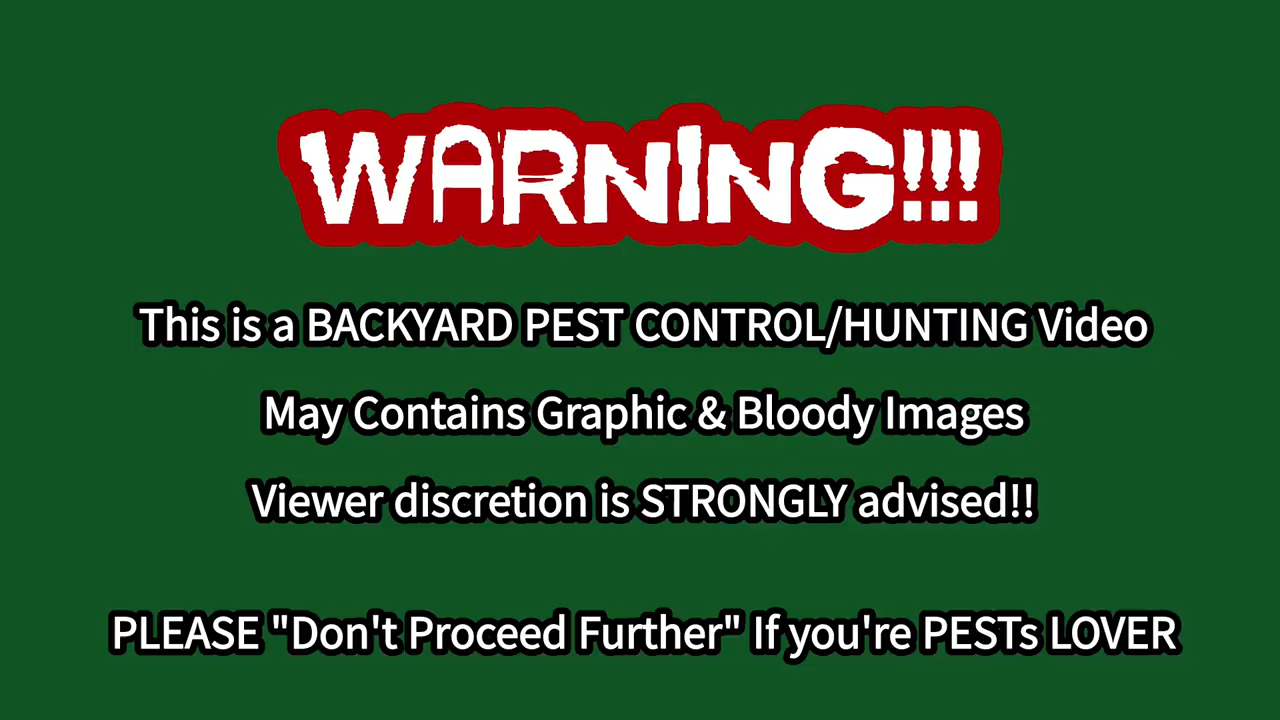 WARNING!!!
This is a BACKYARD PEST CONTROL/HUNTING Video
May Contains Graphic & Bloody Images
Viewer discretion is STRONGLY advised!!
PLEASE "Don't Proceed Further" If you're PESTs LOVER